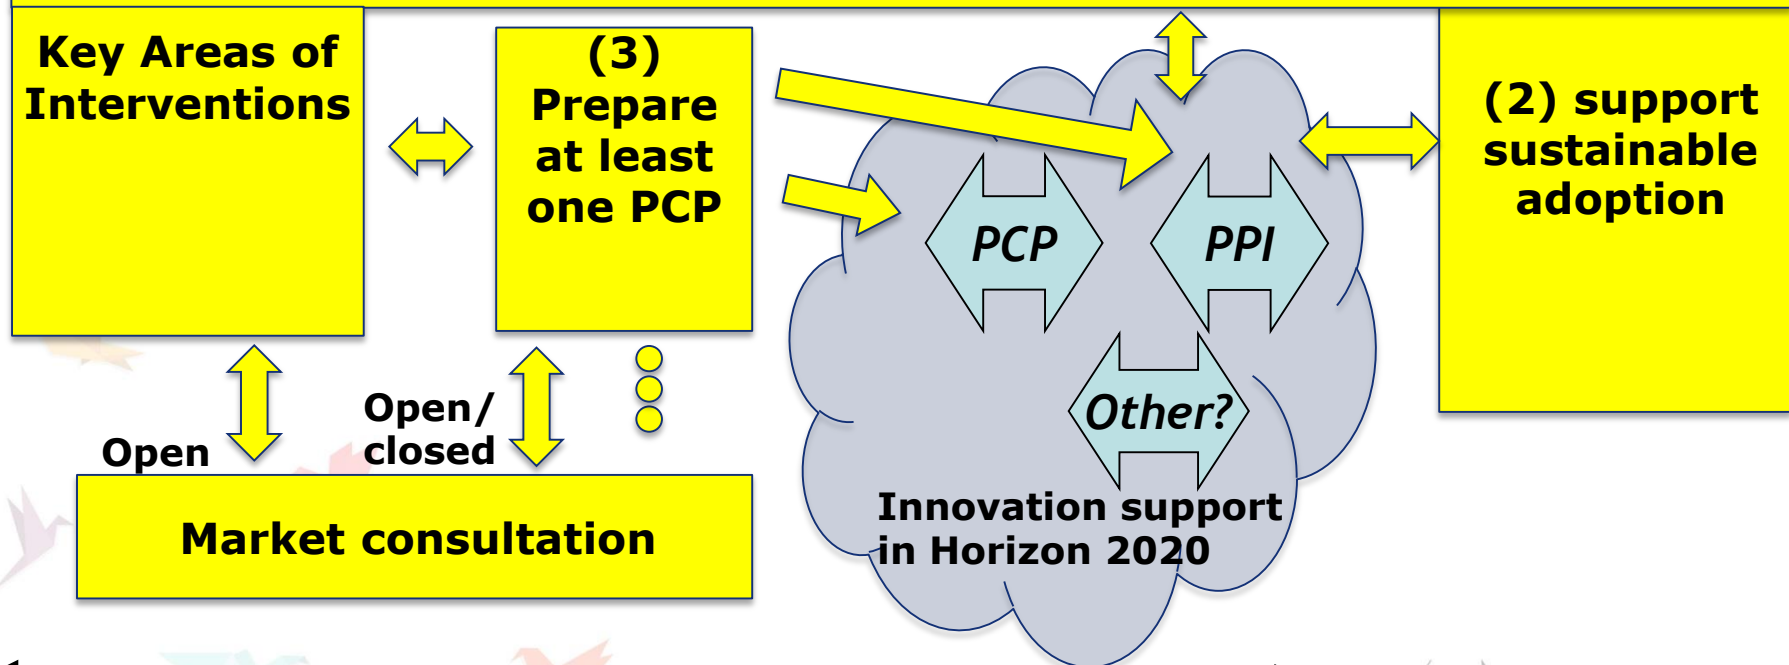 Key Areas of
Interventions
(3)
Prepare
at least
one PCP
(2) support
sustainable
adoption
PCP
PPI
Other?
Open
Open/
closed
Market consultation
Innovation support
in Horizon 2020